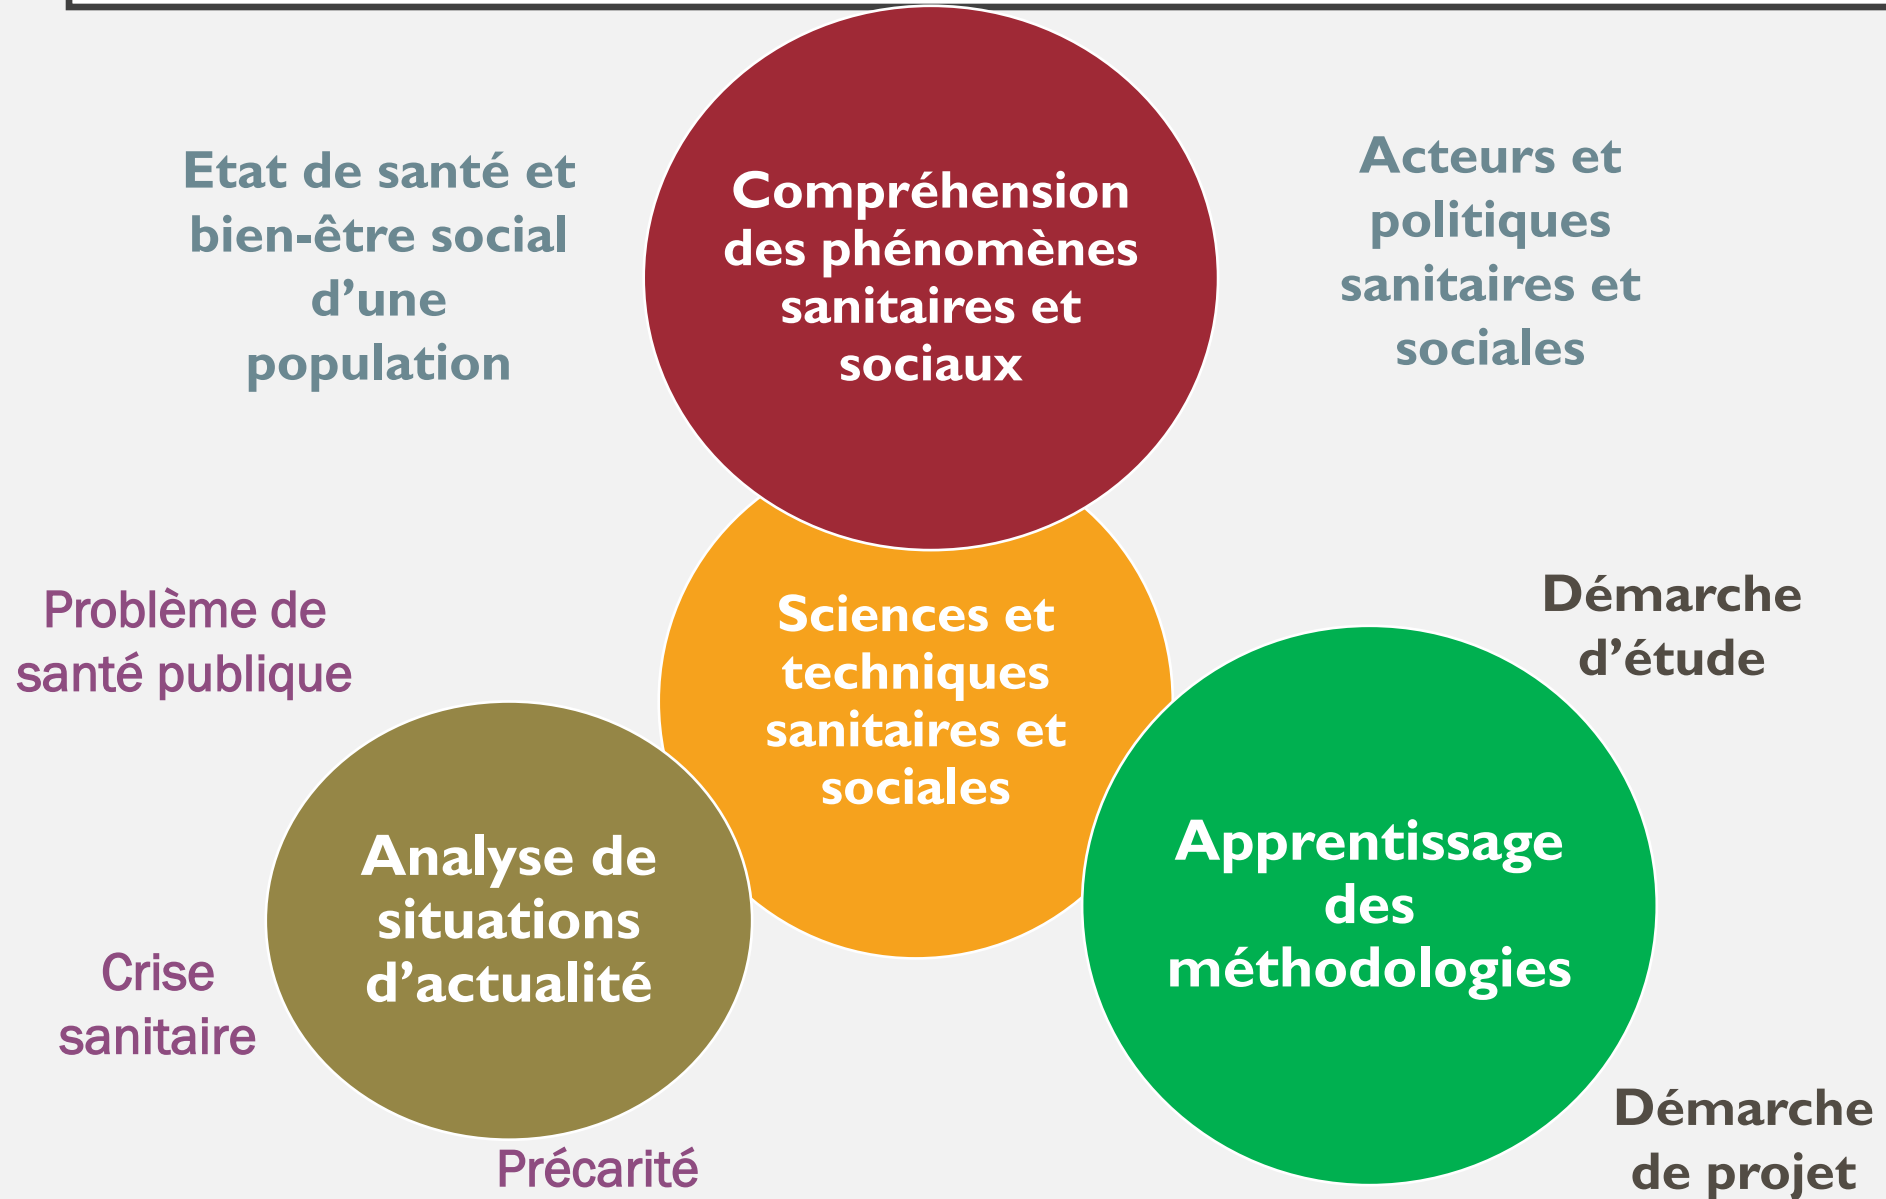 Etat de santé et
bien-être social
d’une
population
Compréhension
des phénomènes
sanitaires et
sociaux
Acteurs et
politiques
sanitaires et
sociales
Problème de
santé publique
Sciences et
techniques
sanitaires et
sociales
Démarche
d’étude
Analyse de
situations
d’actualité
Apprentissage
des
méthodologies
Crise
sanitaire
Précarité
Démarche
de projet